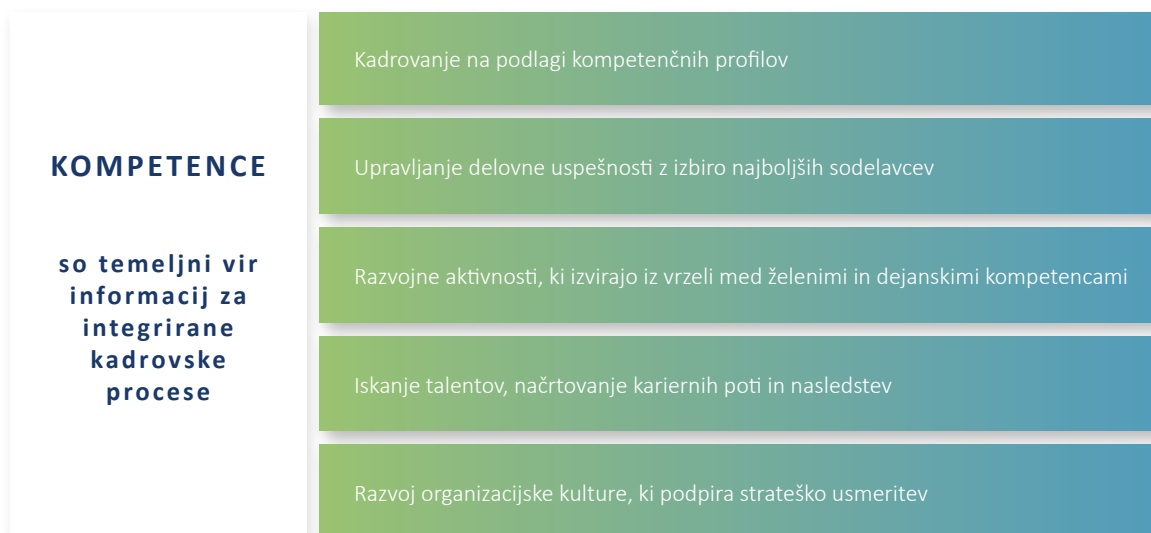 KOMPETENCE
so temeljni vir
informacij za
integrirane
kadrovske
procese
Kadrovanje na podlagi kompetenčnih profilov
Upravljanje delovne uspešnosti z izbiro najboljših sodelavcev
Razvojne aktivnosti, ki izvirajo iz vrzeli med želenimi in dejanskimi kompetencami
Iskanje talentov, načrtovanje kariernih poti in nasledstev
Razvoj organizacijske kulture, ki podpira strateško usmeritev